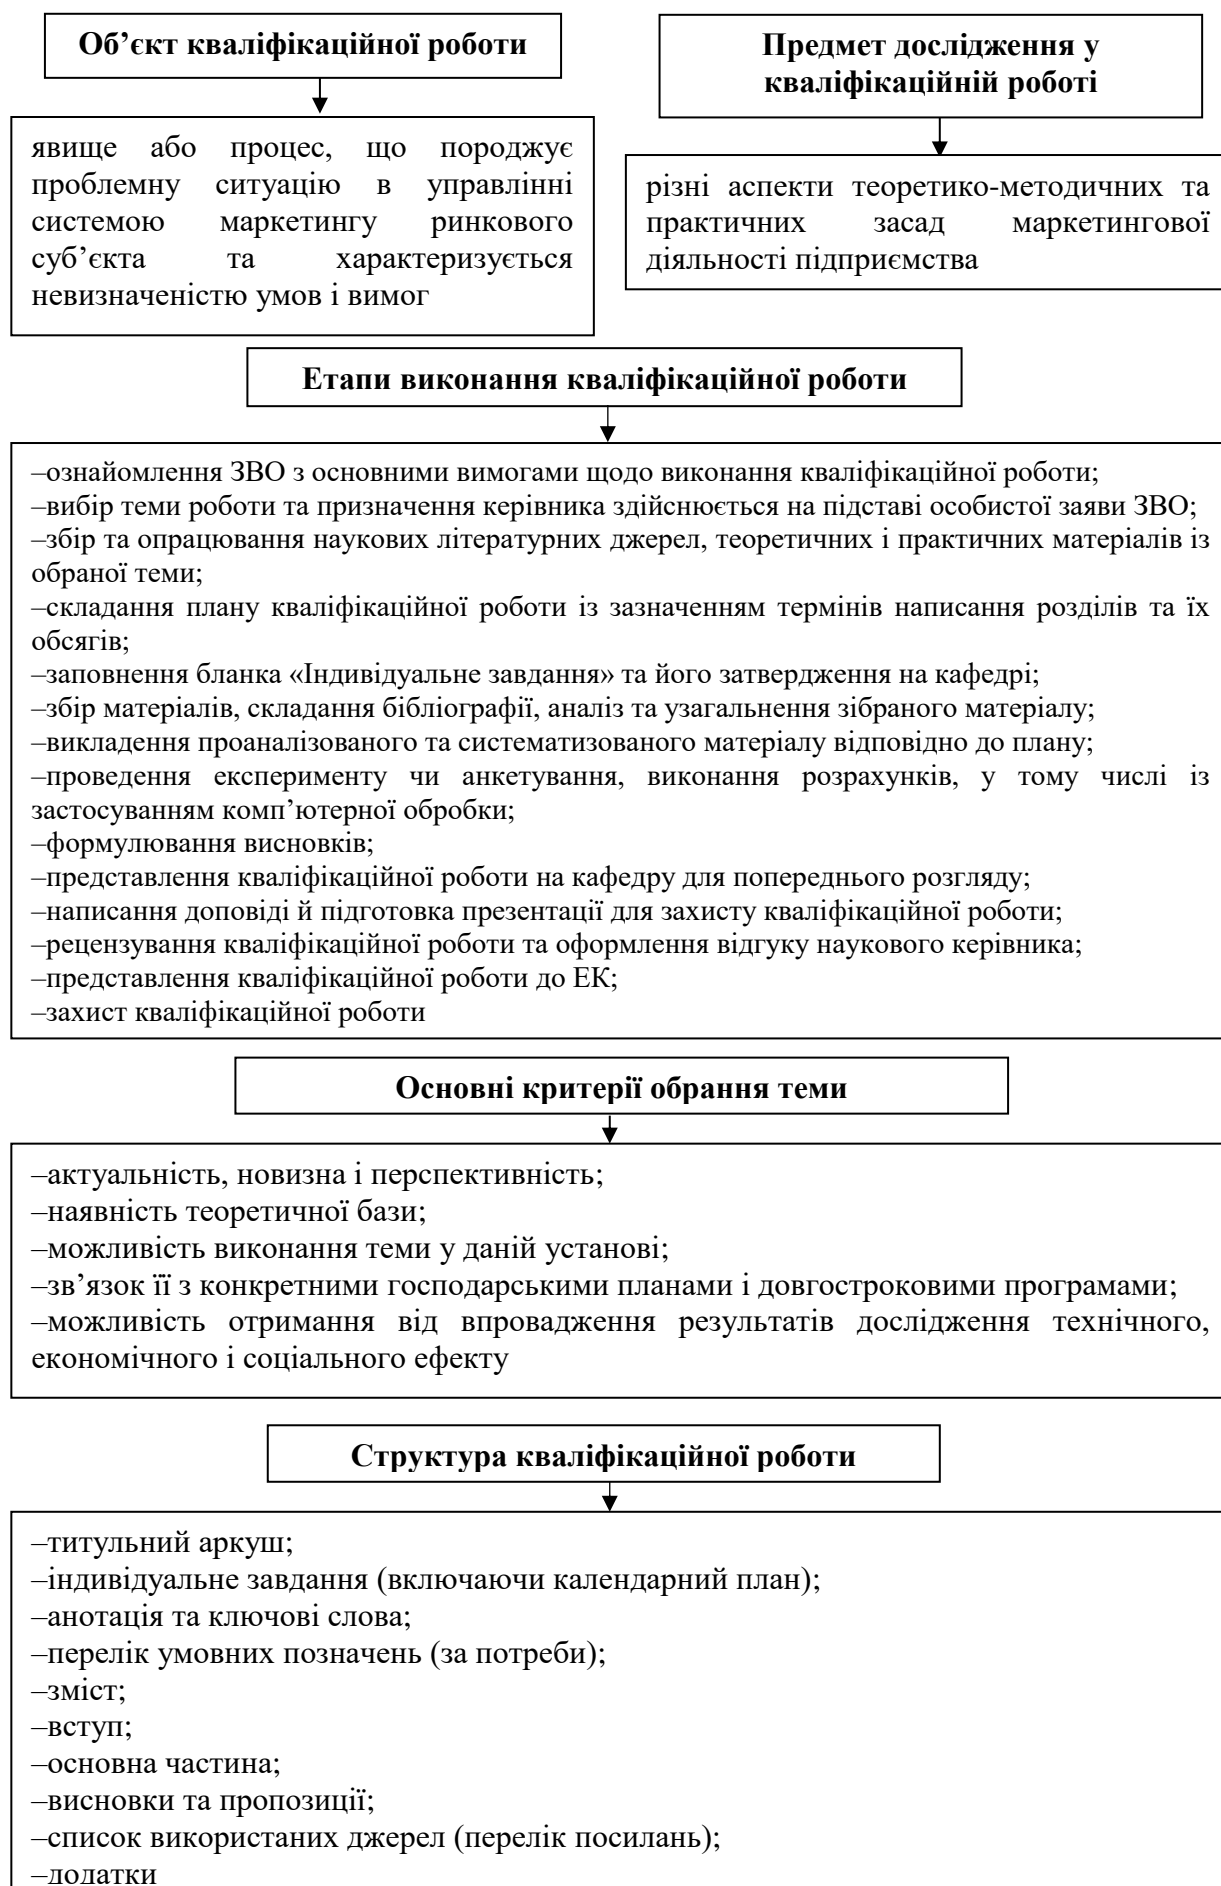 Об’єкт кваліфікаційної роботи
явище або процес, що породжує
проблемну ситуацію в управлінні
системою маркетингу ринкового
суб’єкта та характеризується
невизначеністю умов і вимог
Предмет дослідження у
кваліфікаційній роботі
різні аспекти теоретико-методичних та
практичних засад маркетингової
діяльності підприємства
Етапи виконання кваліфікаційної роботи
–ознайомлення ЗВО з основними вимогами щодо виконання кваліфікаційної роботи;
–вибір теми роботи та призначення керівника здійснюється на підставі особистої заяви ЗВО;
–збір та опрацювання наукових літературних джерел, теоретичних і практичних матеріалів із
обраної теми;
–складання плану кваліфікаційної роботи із зазначенням термінів написання розділів та їх
обсягів;
–заповнення бланка «Індивідуальне завдання» та його затвердження на кафедрі;
–збір матеріалів, складання бібліографії, аналіз та узагальнення зібраного матеріалу;
–викладення проаналізованого та систематизованого матеріалу відповідно до плану;
–проведення експерименту чи анкетування, виконання розрахунків, у тому числі із
застосуванням комп’ютерної обробки;
–формулювання висновків;
–представлення кваліфікаційної роботи на кафедру для попереднього розгляду;
–написання доповіді й підготовка презентації для захисту кваліфікаційної роботи;
–рецензування кваліфікаційної роботи та оформлення відгуку наукового керівника;
–представлення кваліфікаційної роботи до ЕК;
–захист кваліфікаційної роботи
Основні критерії обрання теми
–актуальність, новизна і перспективність;
–наявність теоретичної бази;
–можливість виконання теми у даній установі;
–зв’язок її з конкретними господарськими планами і довгостроковими програмами;
–можливість отримання від впровадження результатів дослідження технічного,
економічного і соціального ефекту
Структура кваліфікаційної роботи
–титульний аркуш;
–індивідуальне завдання (включаючи календарний план);
–анотація та ключові слова;
–перелік умовних позначень (за потреби);
–зміст;
–вступ;
–основна частина;
–висновки та пропозиції;
–список використаних джерел (перелік посилань);
–додатки